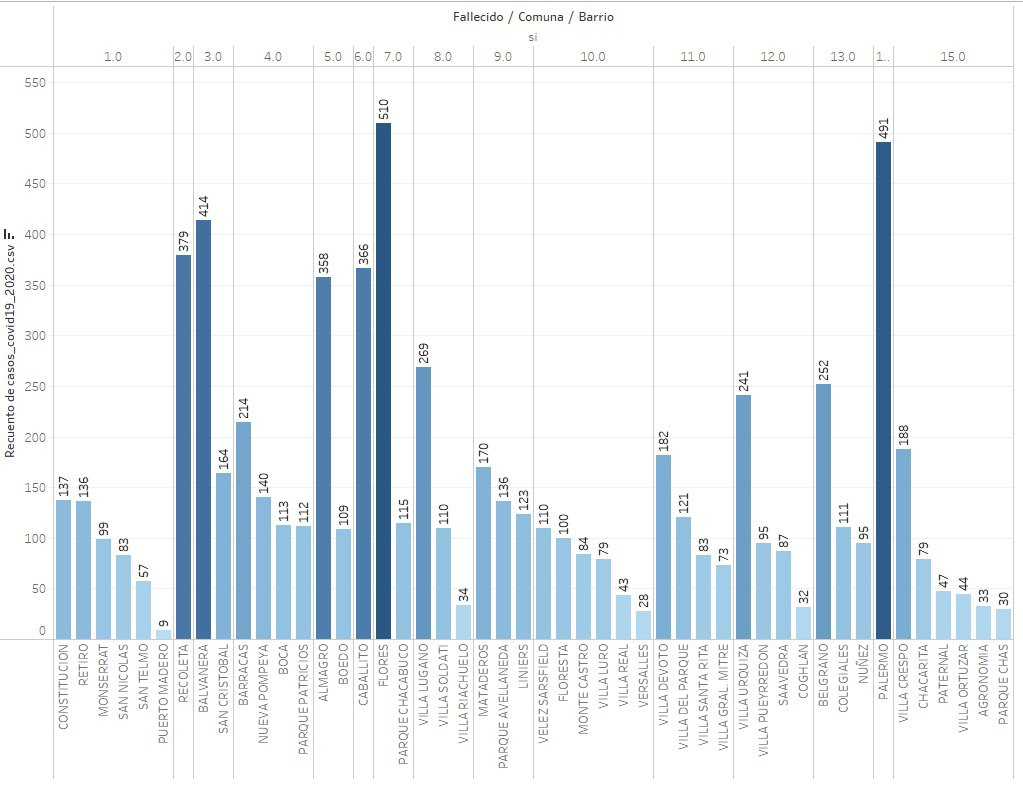 Fallecido / Comuna / Barrio
si
1.0 2.0 3.0 4.0 5.0 6.0 7.0 8.0 9.0 10.0 11.0 12.0 13.0 1.. 15.0
Recuento de casos_covid19_2020.csv
550
500
450
400
350
300
250
200
150
100
50
0
137 136 99 83 57 9 379 414 164 214 140 113 112 358 109 366 510 115 269 110 34 170 136 123 110 100 84 79 43 28 182 121 83 73 241 95 87 32 252 111 95 491 188 79 47 44 33 30
CONSTITUCION
RETIRO
MONSERRAT
SAN NICOLAS
SAN TELMO
PUERTO MADERO
RECOLETA
BALVANERA
SAN CRISTOBAL
BARRACAS
NUEVA POMPEYA
BOCA
PARQUE PATRICIOS
ALMAGRO
BOEDO
CABALLITO
FLORES
PARQUE CHACABUCO
VILLA LUGANO
VILLA SOLDATI
VILLA RIACHUELO
MATADEROS
PARQUE AVELLANEDA
LINIERS
VELEZ SARSFIELD
FLORESTA
MONTE CASTRO
VILLA LURO
VILLA REAL
VERSALLES
VILLA DEVOTO
VILLA DEL PARQUE
VILLA SANTA RITA
VILLA GRAL. MITRE
VILLA URQUIZA
VILLA PUEYRREDON
SAAVEDRA
COGHLAN
BELGRANO
COLEGIALES
NUÑEZ
PALERMO
VILLA CRESPO
CHACARITA
PATERNAL
VILLA ORTUZAR
AGRONOMIA
PARQUE CHAS